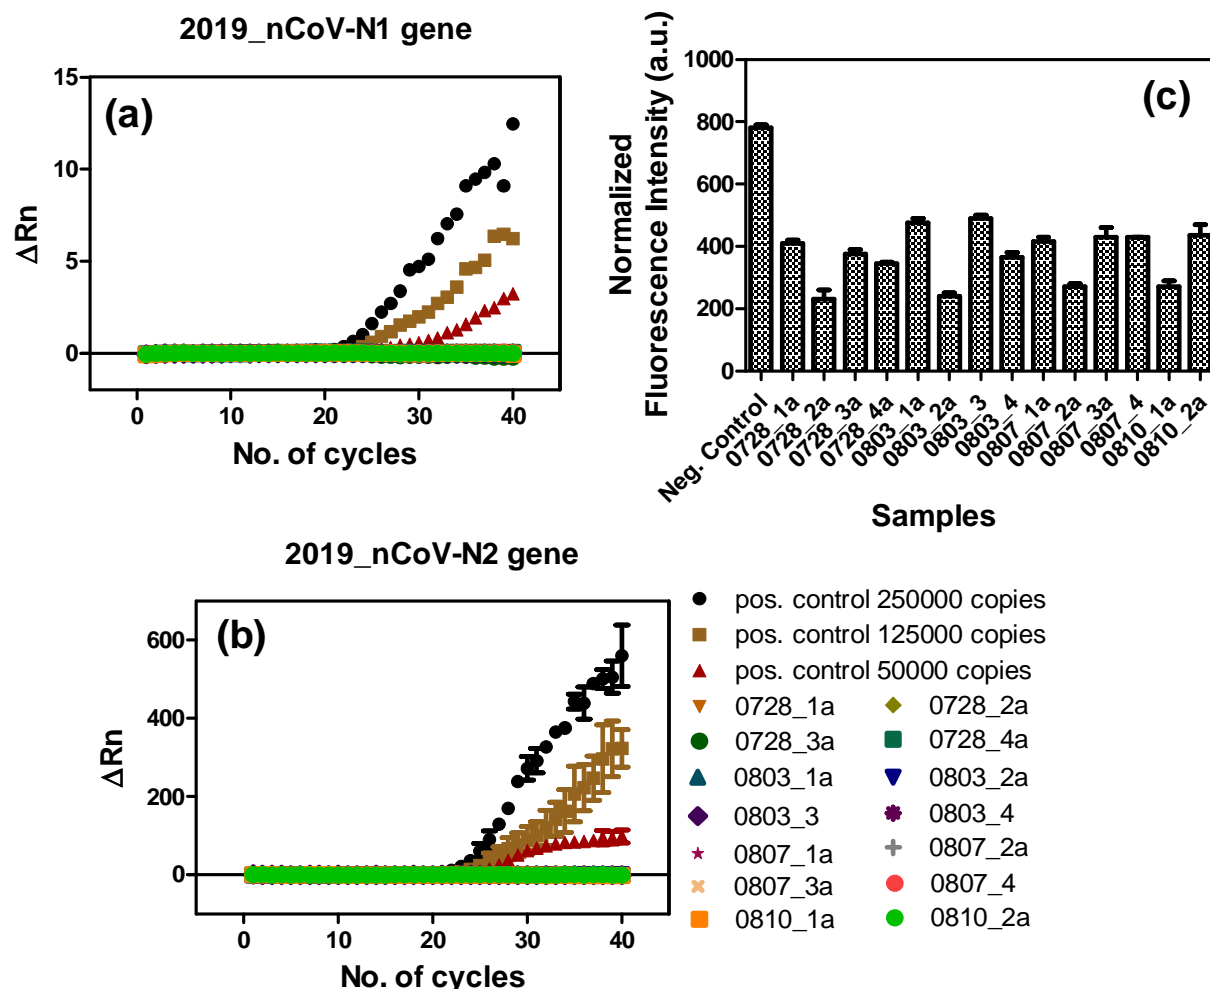 2019_nCoV-N1 gene
(a)
15
10
5
0
ΔRn
0 10 20 30 40
No. of cycles
(c)
1000
800
600
400
200
0
Normalized
Fluorescence Intensity (a.u.)
Neg. Control
0728_1a
0728_2a
0728_3a
0728_4a
0803_1a
0803_2a
0803_3
0803_4
0807_1a
0807_2a
0807_3a
0807_4
0810_1a
0810_2a
Samples
2019_nCoV-N2 gene
(b)
600
400
200
0
ΔRn
0 10 20 30 40
No. of cycles
pos. control 250000 copies
pos. control 125000 copies
pos. control 50000 copies
0728_1a 0728_2a
0728_3a 0728_4a
0803_1a 0803_2a
0803_3 0803_4
0807_1a 0807_2a
0807_3a 0807_4
0810_1a 0810_2a